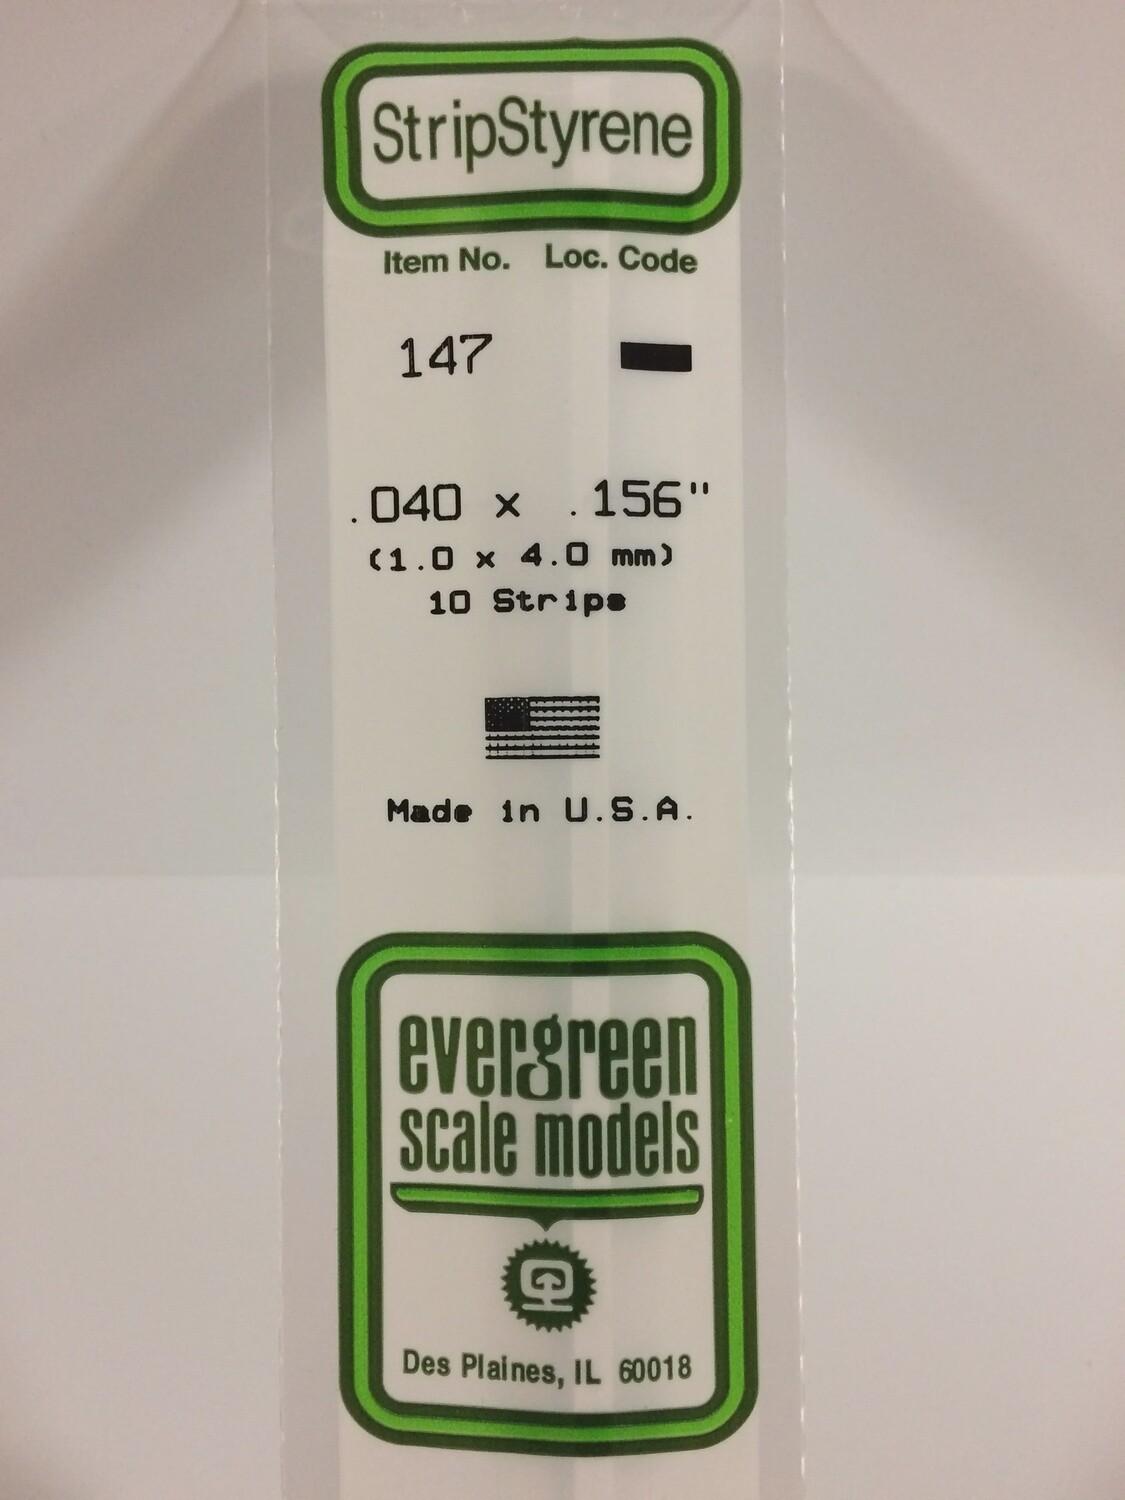 StripStyrene
Item No. Loc. Code
147
.040 x .156"
(1.0 x 4.0 mm)
10 Strips
Made in U.S.A.
evergreen
scale models
Des Plaines, IL 60018